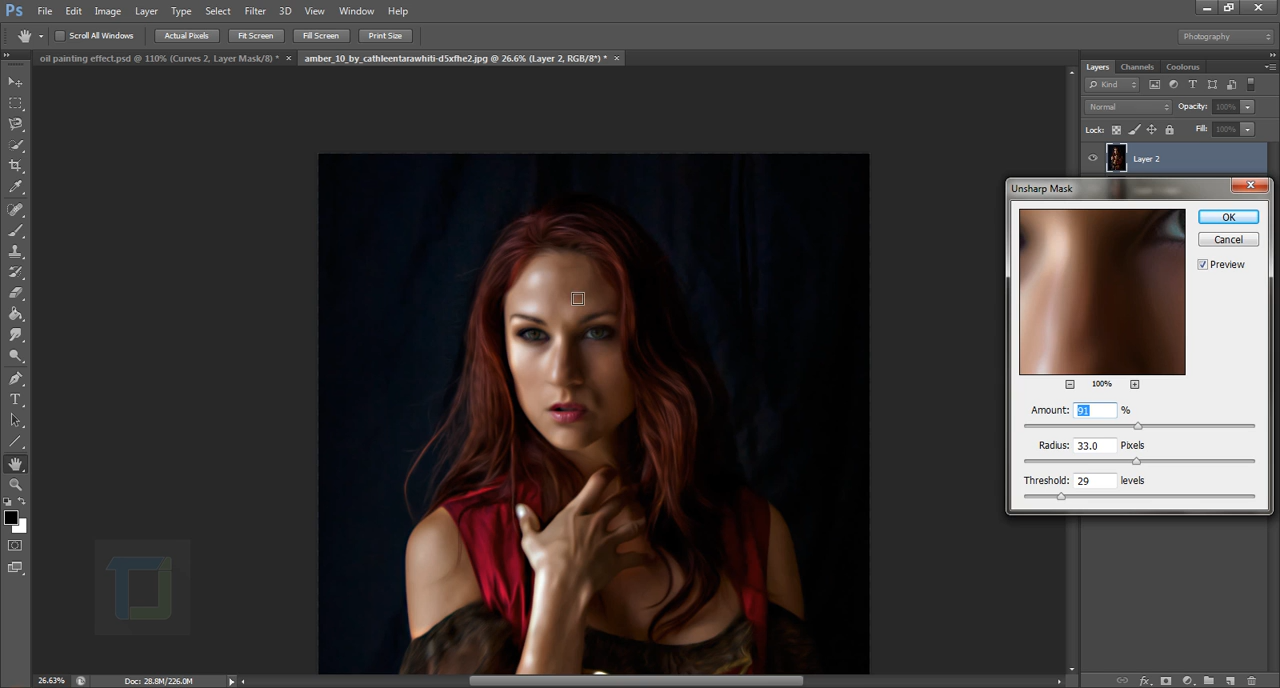 Ps File Edit Image Layer Type Select Filter 3D View Window Help
Scroll All Windows Actual Pixels Fit Screen Fill Screen Print Size Photography
oil painting effect.psd @ 110% (Curves 2, Layer Mask/8) * × amber_10_by_cathleentarawhiti-d5xfhe2.jpg @ 26.6% (Layer 2, RGB/8*) * ×
Layers Channels Coolorus
Kind
Normal Opacity: 100%
Lock: Fill: 100%
Layer 2
Unsharp Mask
OK
Cancel
Preview
100%
Amount: 91 %
Radius: 33.0 Pixels
Threshold: 29 levels
26.63% Doc: 28.8M/226.0M